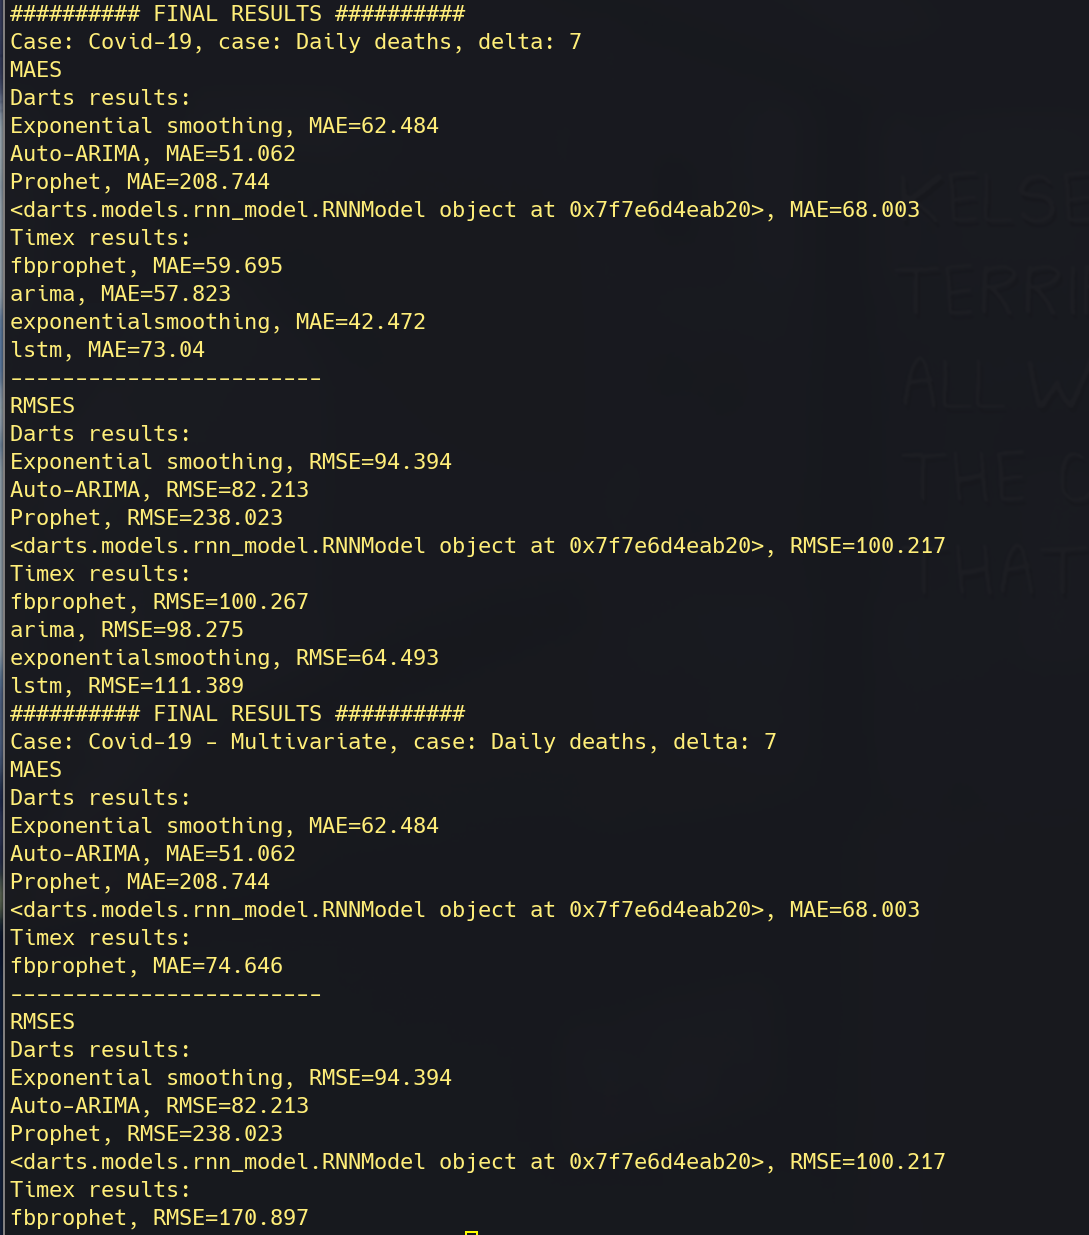 ########## FINAL RESULTS ##########
Case: Covid-19, case: Daily deaths, delta: 7
MAES
Darts results:
Exponential smoothing, MAE=62.484
Auto-ARIMA, MAE=51.062
Prophet, MAE=208.744
<darts.models.rnn_model.RNNModel object at 0x7f7e6d4eab20>, MAE=68.003
Timex results:
fbprophet, MAE=59.695
arima, MAE=57.823
exponentialsmoothing, MAE=42.472
lstm, MAE=73.04
------------------------
RMSES
Darts results:
Exponential smoothing, RMSE=94.394
Auto-ARIMA, RMSE=82.213
Prophet, RMSE=238.023
<darts.models.rnn_model.RNNModel object at 0x7f7e6d4eab20>, RMSE=100.217
Timex results:
fbprophet, RMSE=100.267
arima, RMSE=98.275
exponentialsmoothing, RMSE=64.493
lstm, RMSE=111.389
########## FINAL RESULTS ##########
Case: Covid-19 - Multivariate, case: Daily deaths, delta: 7
MAES
Darts results:
Exponential smoothing, MAE=62.484
Auto-ARIMA, MAE=51.062
Prophet, MAE=208.744
<darts.models.rnn_model.RNNModel object at 0x7f7e6d4eab20>, MAE=68.003
Timex results:
fbprophet, MAE=74.646
------------------------
RMSES
Darts results:
Exponential smoothing, RMSE=94.394
Auto-ARIMA, RMSE=82.213
Prophet, RMSE=238.023
<darts.models.rnn_model.RNNModel object at 0x7f7e6d4eab20>, RMSE=100.217
Timex results:
fbprophet, RMSE=170.897
ALL
THE
THAT